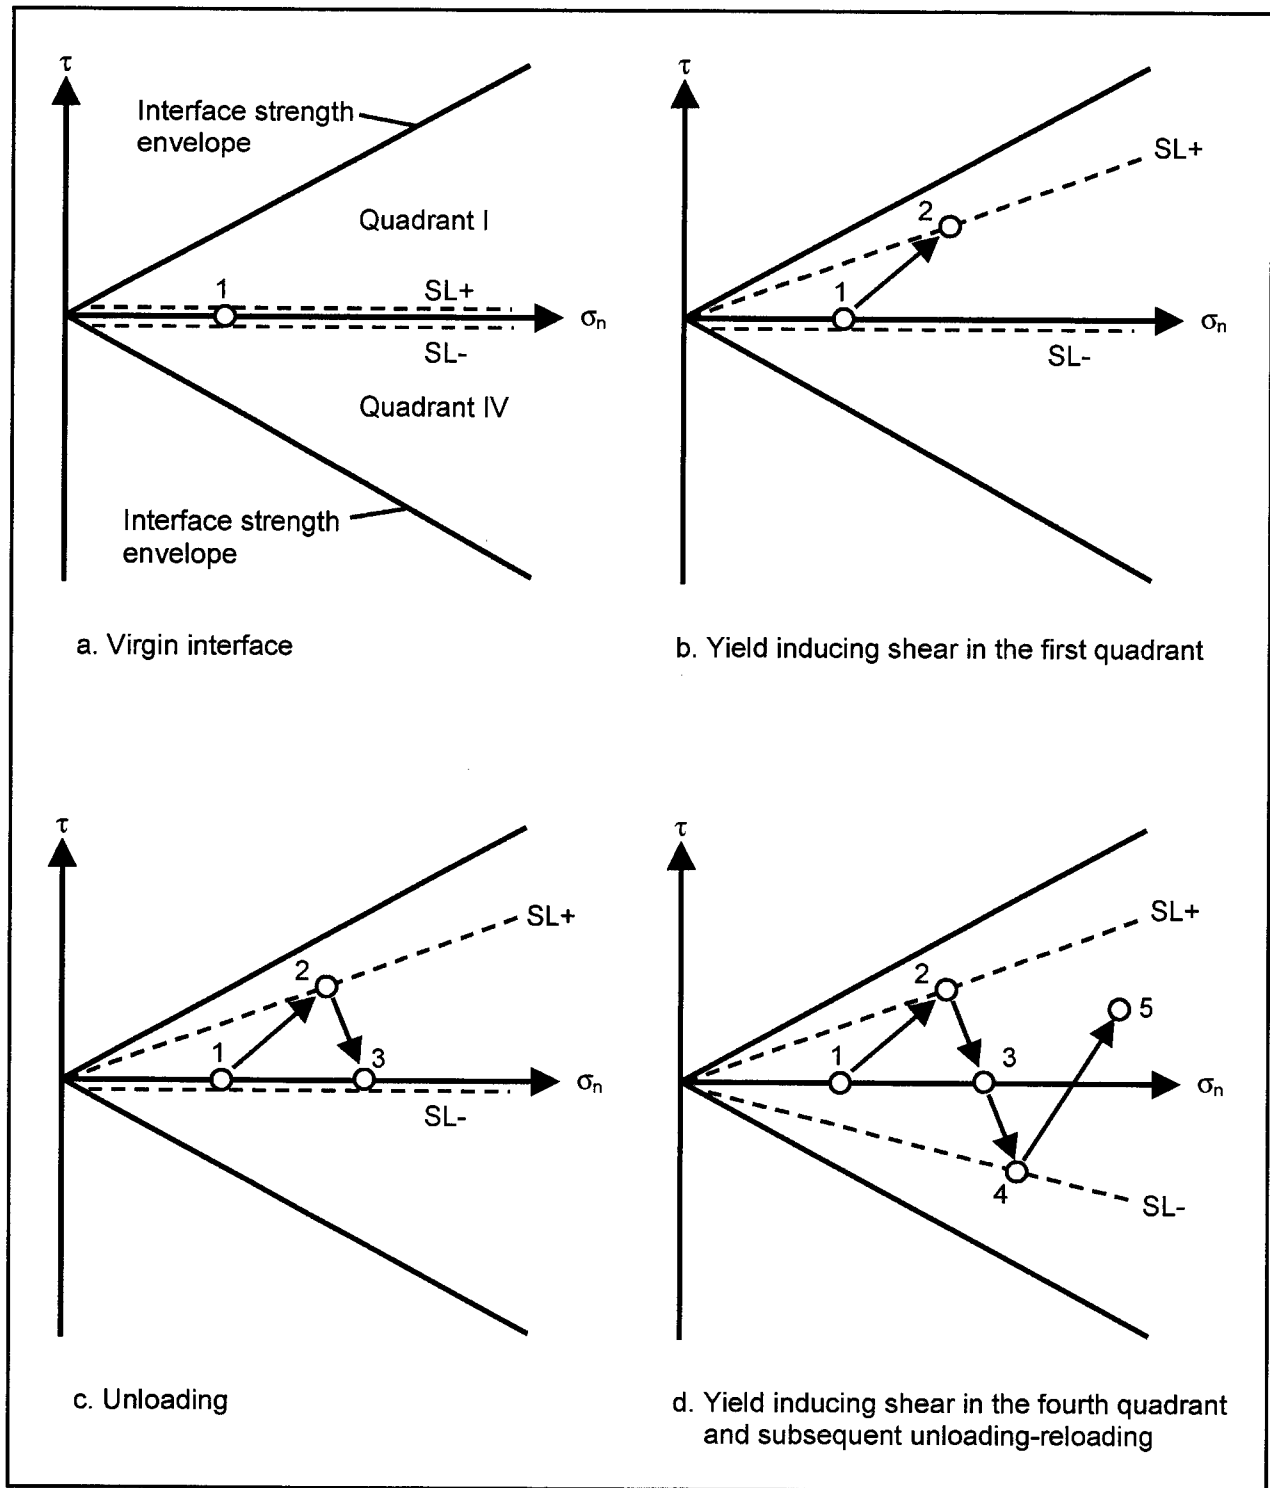 τ
Interface strength
envelope
Quadrant I
1
SL+
σn
SL-
Quadrant IV
Interface strength
envelope
a. Virgin interface
τ
SL+
2
1
σn
SL-
b. Yield inducing shear in the first quadrant
τ
SL+
2
1
3
σn
SL-
c. Unloading
τ
SL+
2
5
1
3
σn
4
SL-
d. Yield inducing shear in the fourth quadrant
and subsequent unloading-reloading